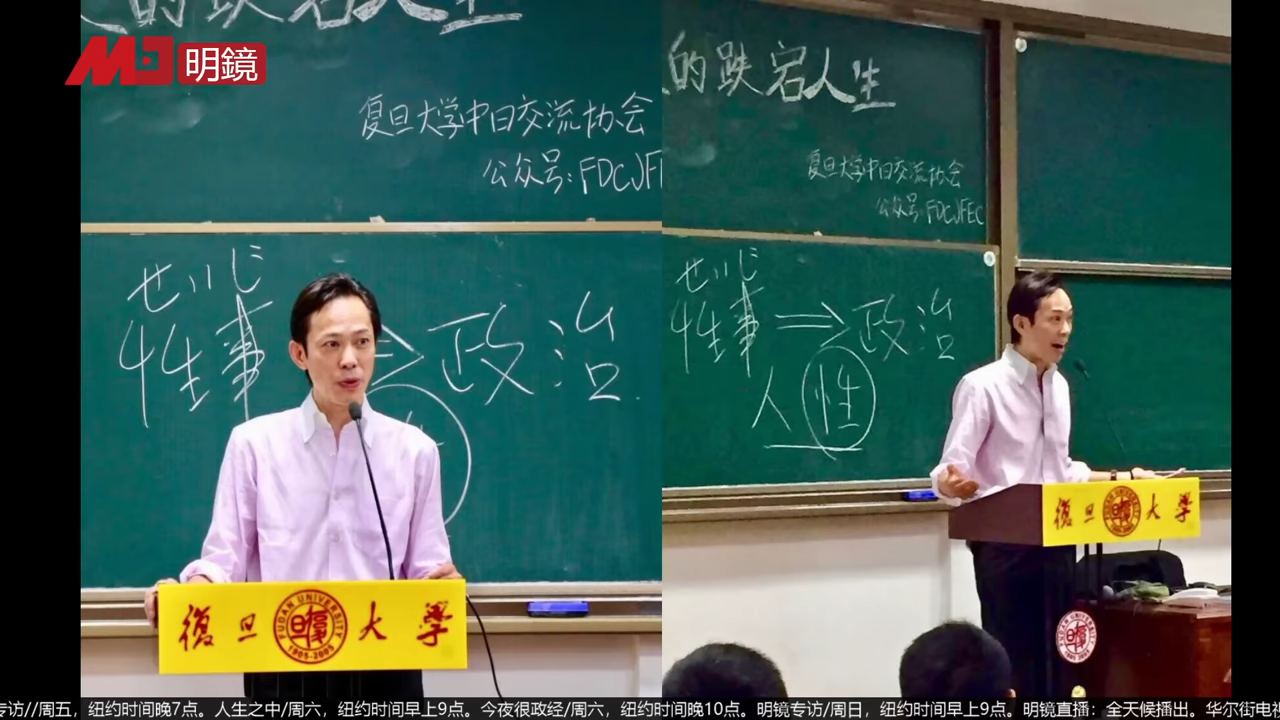 明鏡
的跌宕人生
复旦大学中日交流协会
公众号:FDCJF
せいじ
性事 ⇒ 政治
復旦大學
FUDAN UNIVERSITY
1905-2005
的跌宕人生
复旦大学中日交流协会
公众号:FDCJFEC
せいじ
性事 ⇒ 政治
人性
復旦大學
专访//周五，纽约时间晚7点。人生之中/周六，纽约时间早上9点。今夜很政经/周六，纽约时间晚10点。明镜专访/周日，纽约时间早上9点。明镜直播：全天候播出。华尔街电